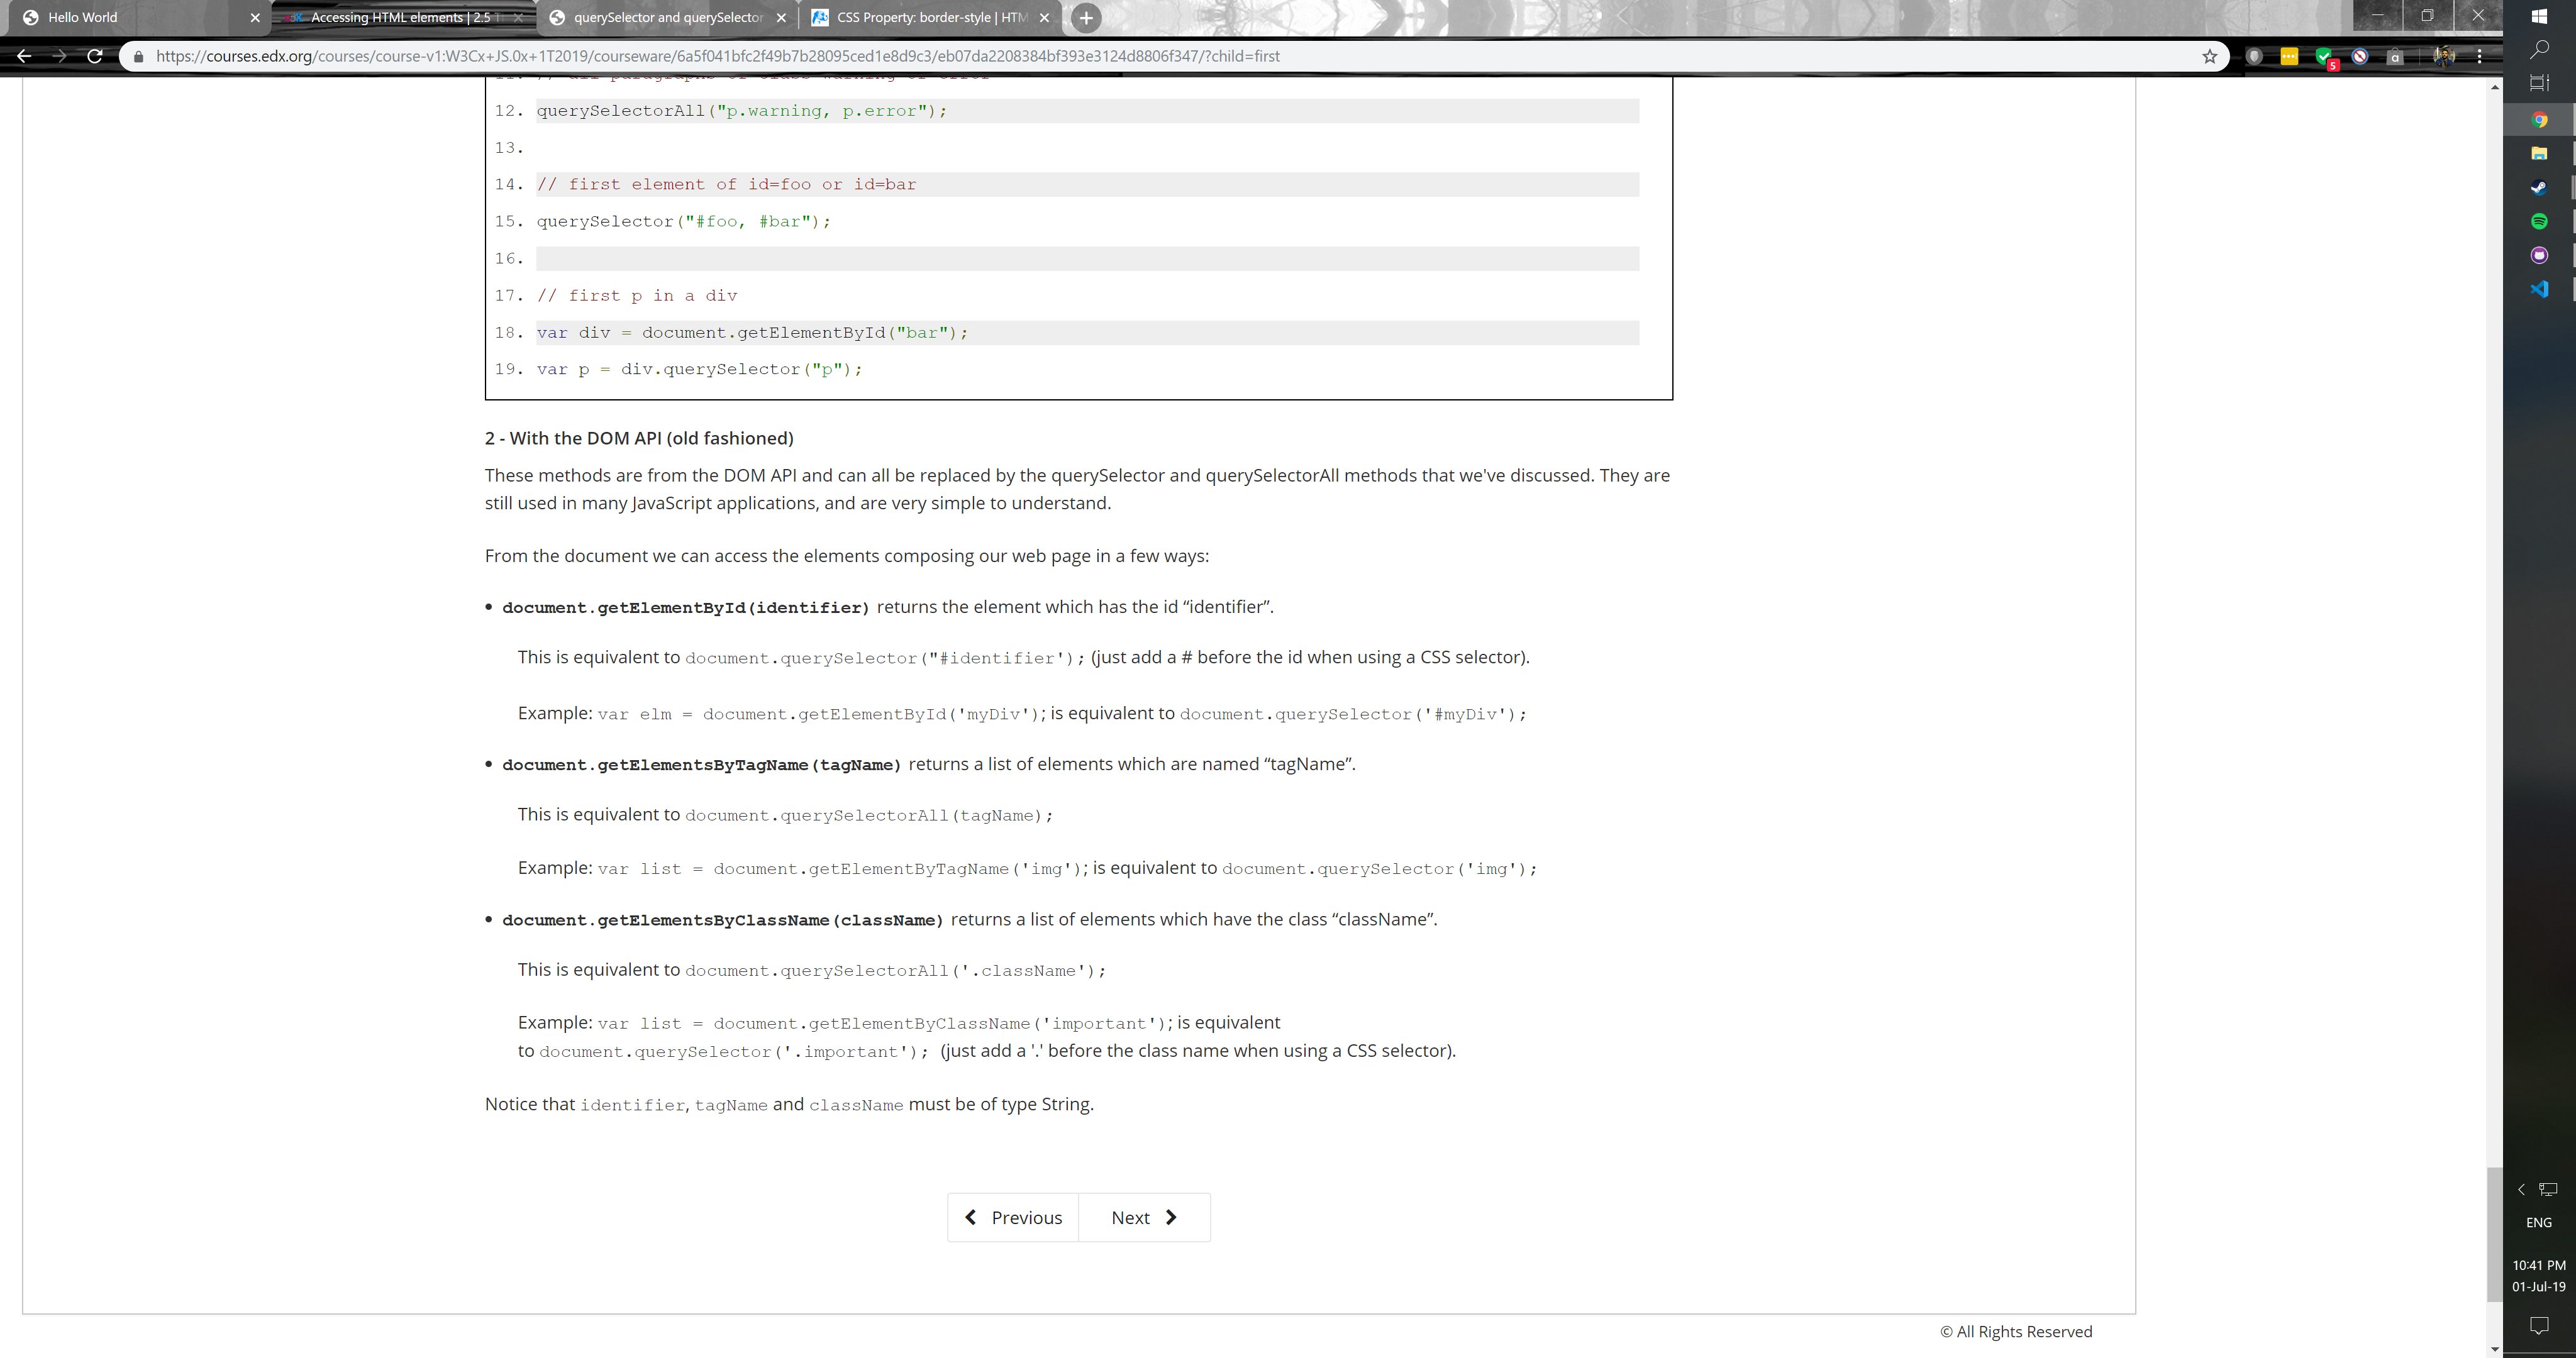 Hello World
Accessing HTML elements | 2.5
querySelector and querySelector
CSS Property: border-style | HTM
https://courses.edx.org/courses/course-v1:W3Cx+JS.0x+1T2019/courseware/6a5f041bfc2f49b7b28095ced1e8d9c3/eb07da2208384bf393e3124d8806f347/?child=first
5
a
12. querySelectorAll("p.warning, p.error");
13.
14. // first element of id=foo or id=bar
15. querySelector("#foo, #bar");
16.
17. // first p in a div
18. var div = document.getElementById("bar");
19. var p = div.querySelector("p");
2 - With the DOM API (old fashioned)
These methods are from the DOM API and can all be replaced by the querySelector and querySelectorAll methods that we've discussed. They are
still used in many JavaScript applications, and are very simple to understand.
From the document we can access the elements composing our web page in a few ways:
• document.getElementById(identifier) returns the element which has the id “identifier”.
This is equivalent to document.querySelector("#identifier'); (just add a # before the id when using a CSS selector).
Example: var elm = document.getElementById('myDiv'); is equivalent to document.querySelector('#myDiv');
• document.getElementsByTagName(tagName) returns a list of elements which are named “tagName”.
This is equivalent to document.querySelectorAll(tagName);
Example: var list = document.getElementByTagName('img'); is equivalent to document.querySelector('img');
• document.getElementsByClassName(className) returns a list of elements which have the class “className”.
This is equivalent to document.querySelectorAll('.className');
Example: var list = document.getElementByClassName('important'); is equivalent
to document.querySelector('.important'); (just add a '.' before the class name when using a CSS selector).
Notice that identifier, tagName and className must be of type String.
Previous
Next
© All Rights Reserved
ENG
10:41 PM
01-Jul-19